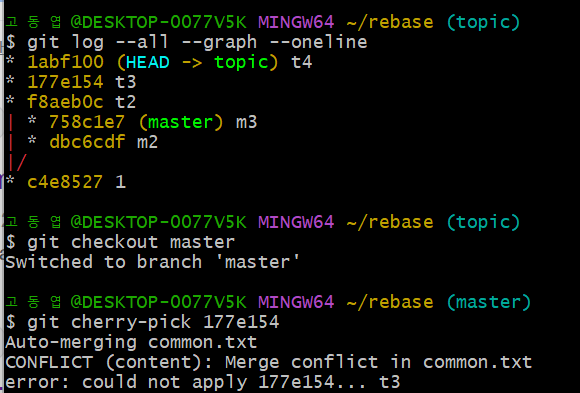 고 동 엽 @DESKTOP-0077V5K MINGW64 ~/rebase (topic)
$ git log --all --graph --oneline
* 1abf100 (HEAD -> topic) t4
* 177e154 t3
* f8aeb0c t2
| * 758c1e7 (master) m3
| * dbc6cdf m2
|/
* c4e8527 1
고 동 엽 @DESKTOP-0077V5K MINGW64 ~/rebase (topic)
$ git checkout master
Switched to branch 'master'
고 동 엽 @DESKTOP-0077V5K MINGW64 ~/rebase (master)
$ git cherry-pick 177e154
Auto-merging common.txt
CONFLICT (content): Merge conflict in common.txt
error: could not apply 177e154... t3